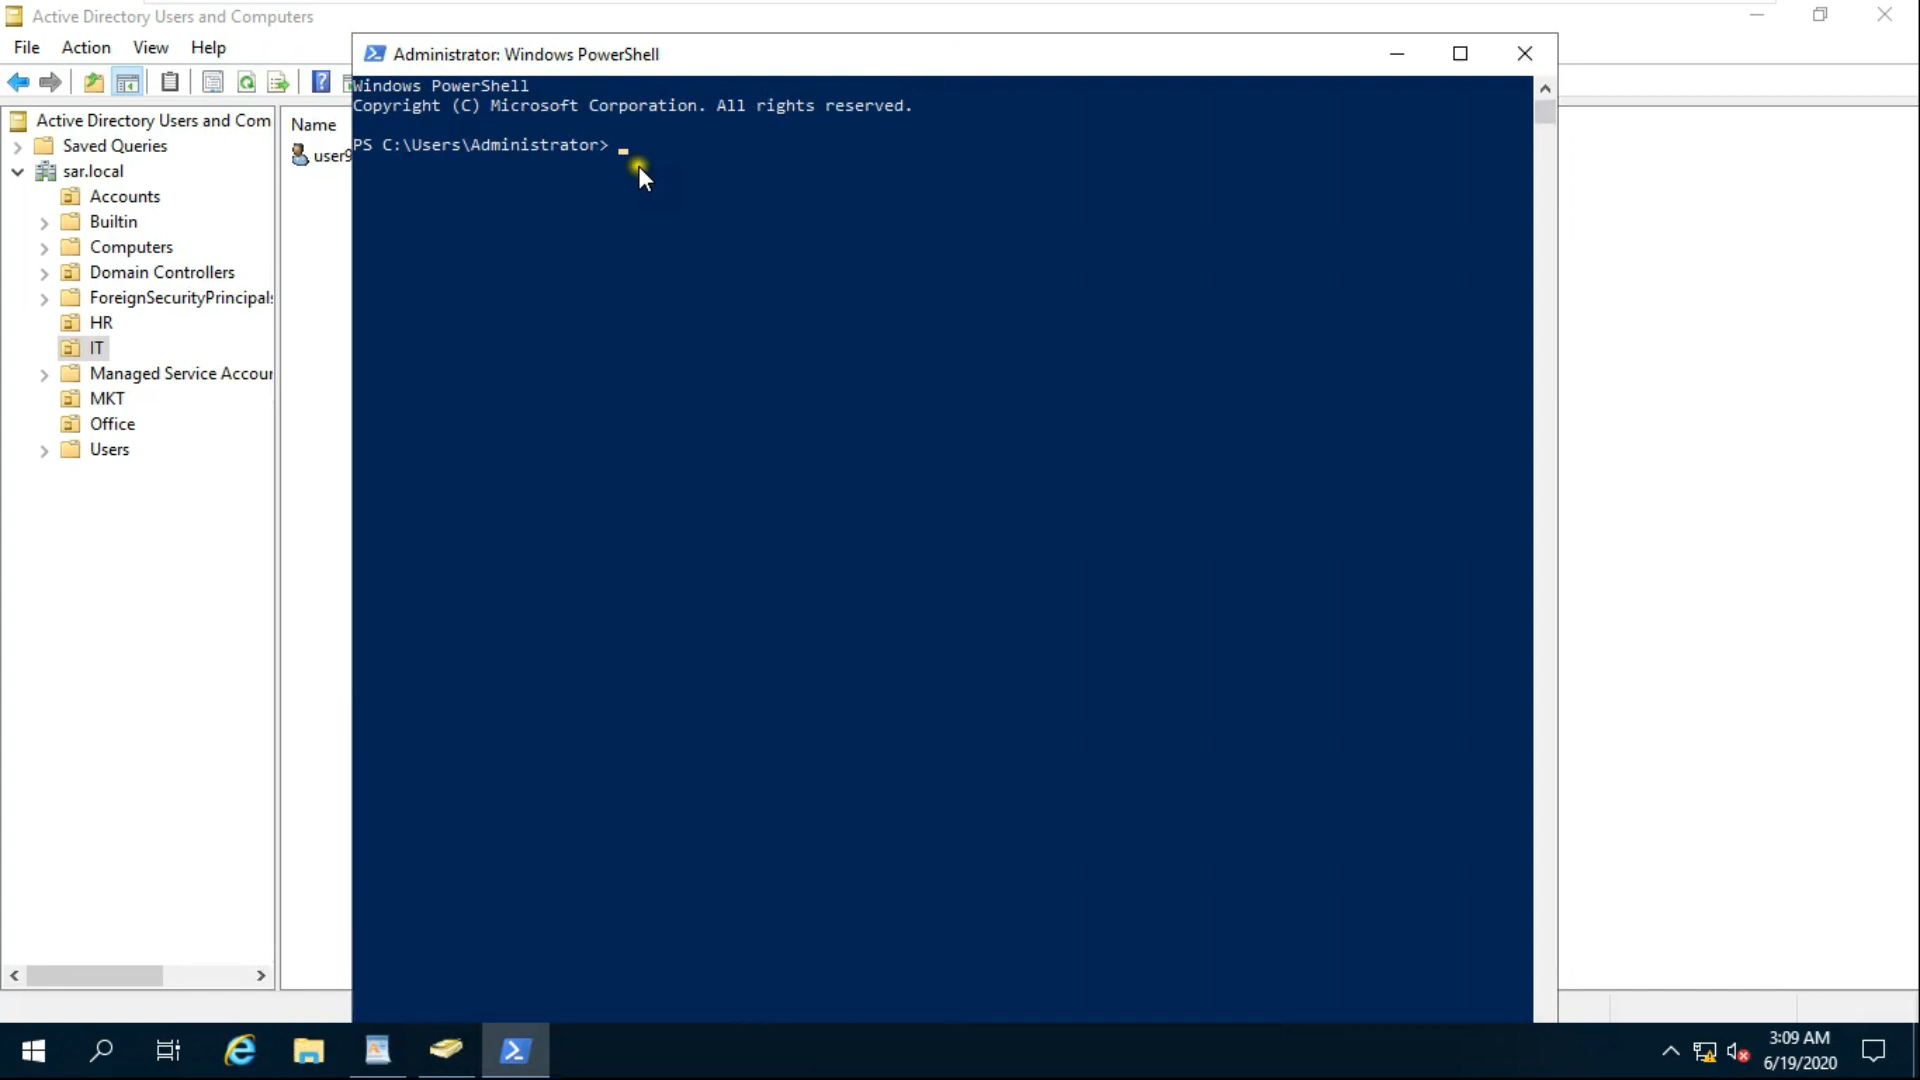 Active Directory Users and Computers
File Action View Help
Administrator: Windows PowerShell
Windows PowerShell
Copyright (C) Microsoft Corporation. All rights reserved.
PS C:\Users\Administrator>
Active Directory Users and Com
Saved Queries
sar.local
Accounts
Builtin
Computers
Domain Controllers
ForeignSecurityPrincipals
HR
IT
Managed Service Accour
MKT
Office
Users
Name
user9
3:09 AM
6/19/2020